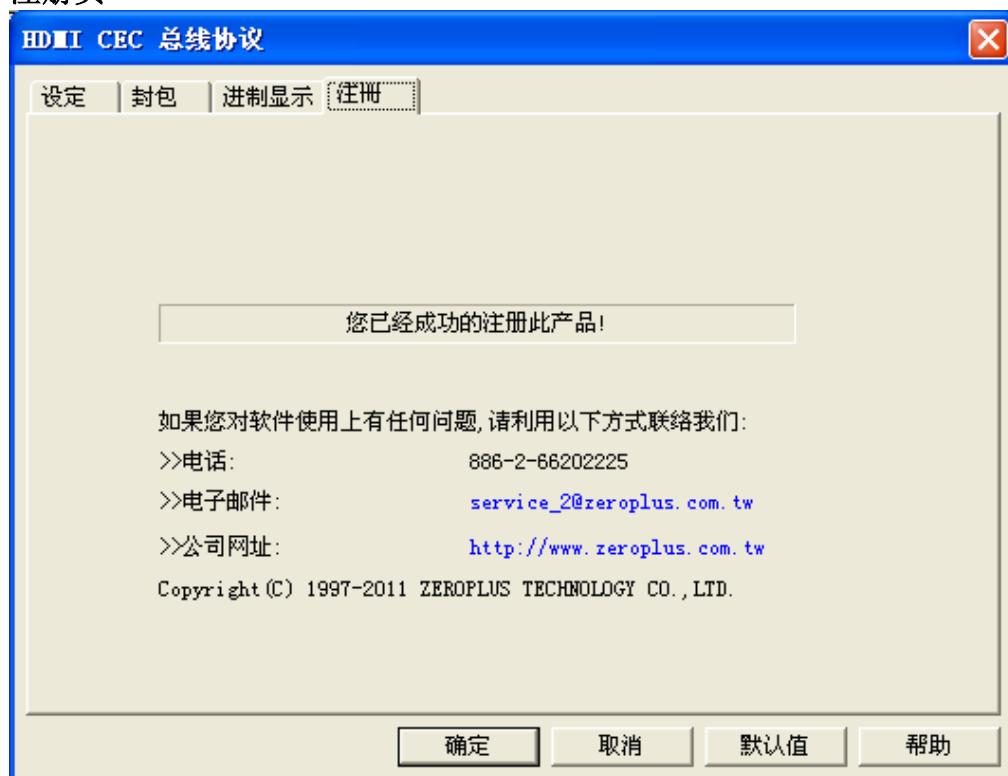 注册页
HDMI CEC 总线协议
设定 封包 进制显示 注册
您已经成功的注册此产品!
如果您对软件使用上有任何问题,请利用以下方式联络我们:
>>电话: 886-2-66202225
>>电子邮件: service_2@zeroplus.com.tw
>>公司网址: http://www.zeroplus.com.tw
Copyright(C) 1997-2011 ZEROPLUS TECHNOLOGY CO.,LTD.
确定 取消 默认值 帮助